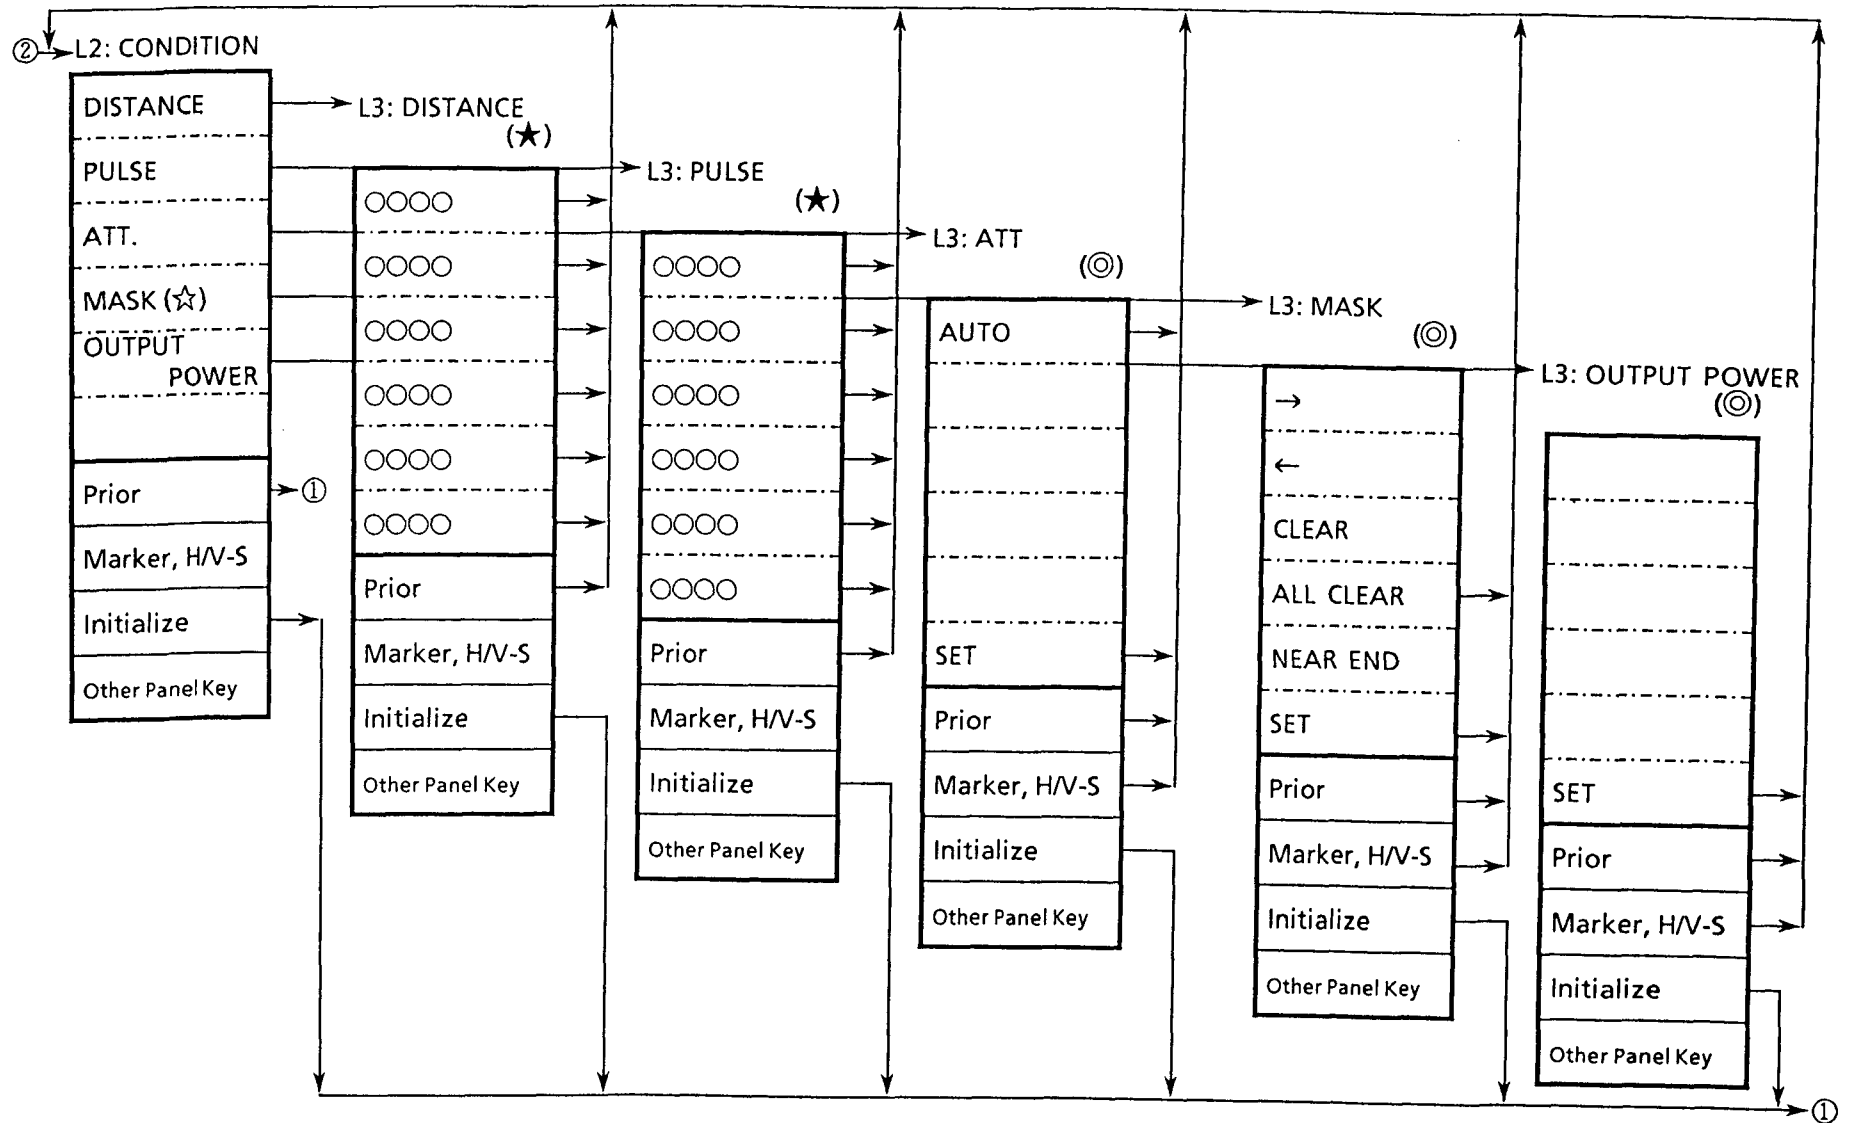 ② L2: CONDITION
DISTANCE
PULSE
ATT.
MASK (☆)
OUTPUT
POWER
Prior
①
Marker, H/V-S
Initialize
Other Panel Key
L3: DISTANCE
(★)
○○○○
○○○○
○○○○
○○○○
○○○○
○○○○
Prior
Marker, H/V-S
Initialize
Other Panel Key
L3: PULSE
(★)
○○○○
○○○○
○○○○
○○○○
○○○○
○○○○
Prior
Marker, H/V-S
Initialize
Other Panel Key
L3: ATT
(◎)
AUTO
SET
Prior
Marker, H/V-S
Initialize
Other Panel Key
L3: MASK
(◎)
→
←
CLEAR
ALL CLEAR
NEAR END
SET
Prior
Marker, H/V-S
Initialize
Other Panel Key
L3: OUTPUT POWER
(◎)
SET
Prior
Marker, H/V-S
Initialize
Other Panel Key
①